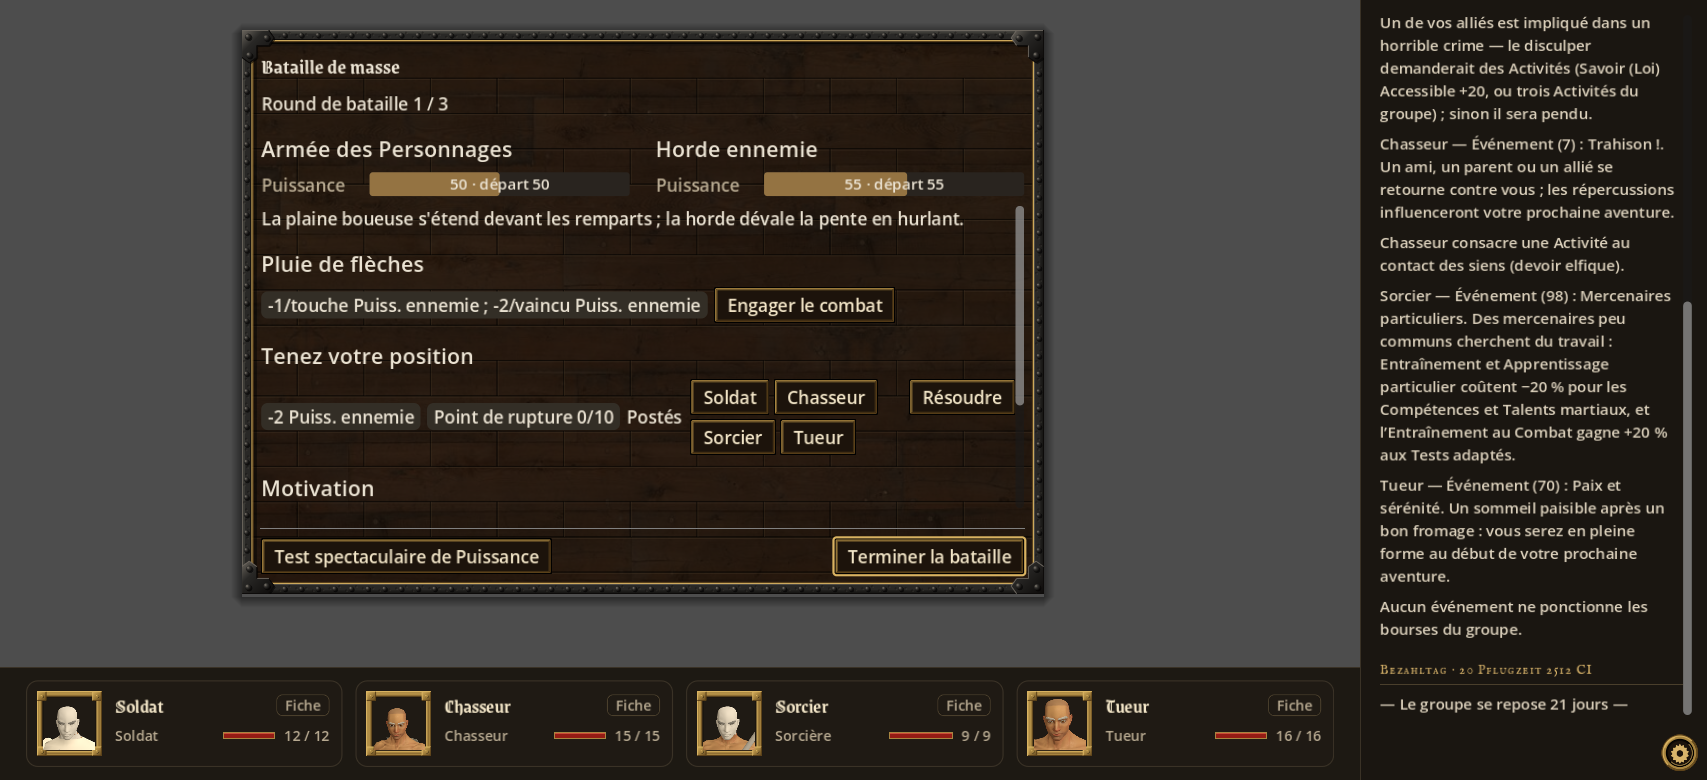 Bataille de masse
Round de bataille 1 / 3
Armée des Personnages
Horde ennemie
Puissance
50 · départ 50
Puissance
55 · départ 55
La plaine boueuse s'étend devant les remparts ; la horde dévale la pente en hurlant.
Pluie de flèches
-1/touche Puiss. ennemie ; -2/vaincu Puiss. ennemie
Engager le combat
Tenez votre position
-2 Puiss. ennemie
Point de rupture 0/10
Postés
Soldat
Chasseur
Sorcier
Tueur
Résoudre
Motivation
Test spectaculaire de Puissance
Terminer la bataille
Soldat
Fiche
Soldat
12 / 12
Chasseur
Fiche
Chasseur
15 / 15
Sorcier
Fiche
Sorcière
9 / 9
Tueur
Fiche
Tueur
16 / 16
Un de vos alliés est impliqué dans un
horrible crime — le disculper
demanderait des Activités (Savoir (Loi)
Accessible +20, ou trois Activités du
groupe) ; sinon il sera pendu.
Chasseur — Événement (7) : Trahison !.
Un ami, un parent ou un allié se
retourne contre vous ; les répercussions
influenceront votre prochaine aventure.
Chasseur consacre une Activité au
contact des siens (devoir elfique).
Sorcier — Événement (98) : Mercenaires
particuliers. Des mercenaires peu
communs cherchent du travail :
Entraînement et Apprentissage
particulier coûtent −20 % pour les
Compétences et Talents martiaux, et
l’Entraînement au Combat gagne +20 %
aux Tests adaptés.
Tueur — Événement (70) : Paix et
sérénité. Un sommeil paisible après un
bon fromage : vous serez en pleine
forme au début de votre prochaine
aventure.
Aucun événement ne ponctionne les
bourses du groupe.
Bezahltag · 20 Pflugzeit 2512 CI
— Le groupe se repose 21 jours —